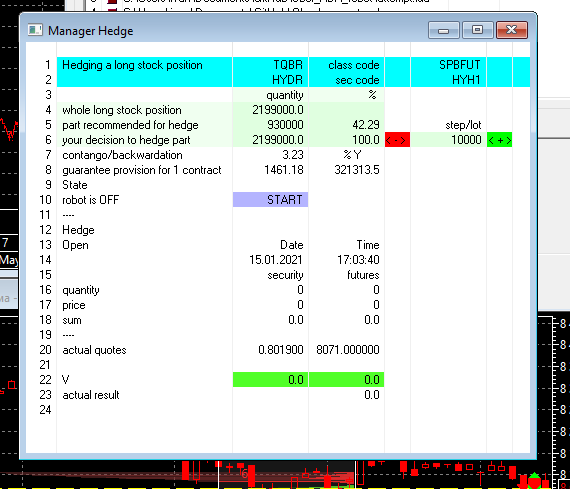 Manager Hedge
1 Hedging a long stock position TQBR class code SPBFUT
2 HYDR sec code HYH1
3 quantity %
4 whole long stock position 2199000.0
5 part recommended for hedge 930000 42.29 step/lot
6 your decision to hedge part 2199000.0 100.0 < - > 10000 < + >
7 contango/backwardation 3.23 % Y
8 guarantee provision for 1 contract 1461.18 321313.5
9 State
10 robot is OFF START
11 ----
12 Hedge
13 Open Date Time
14 15.01.2021 17:03:40
15 security futures
16 quantity 0 0
17 price 0 0
18 sum 0.0 0.0
19 ----
20 actual quotes 0.801900 8071.000000
21
22 V 0.0 0.0
23 actual result 0.0
24
7
May